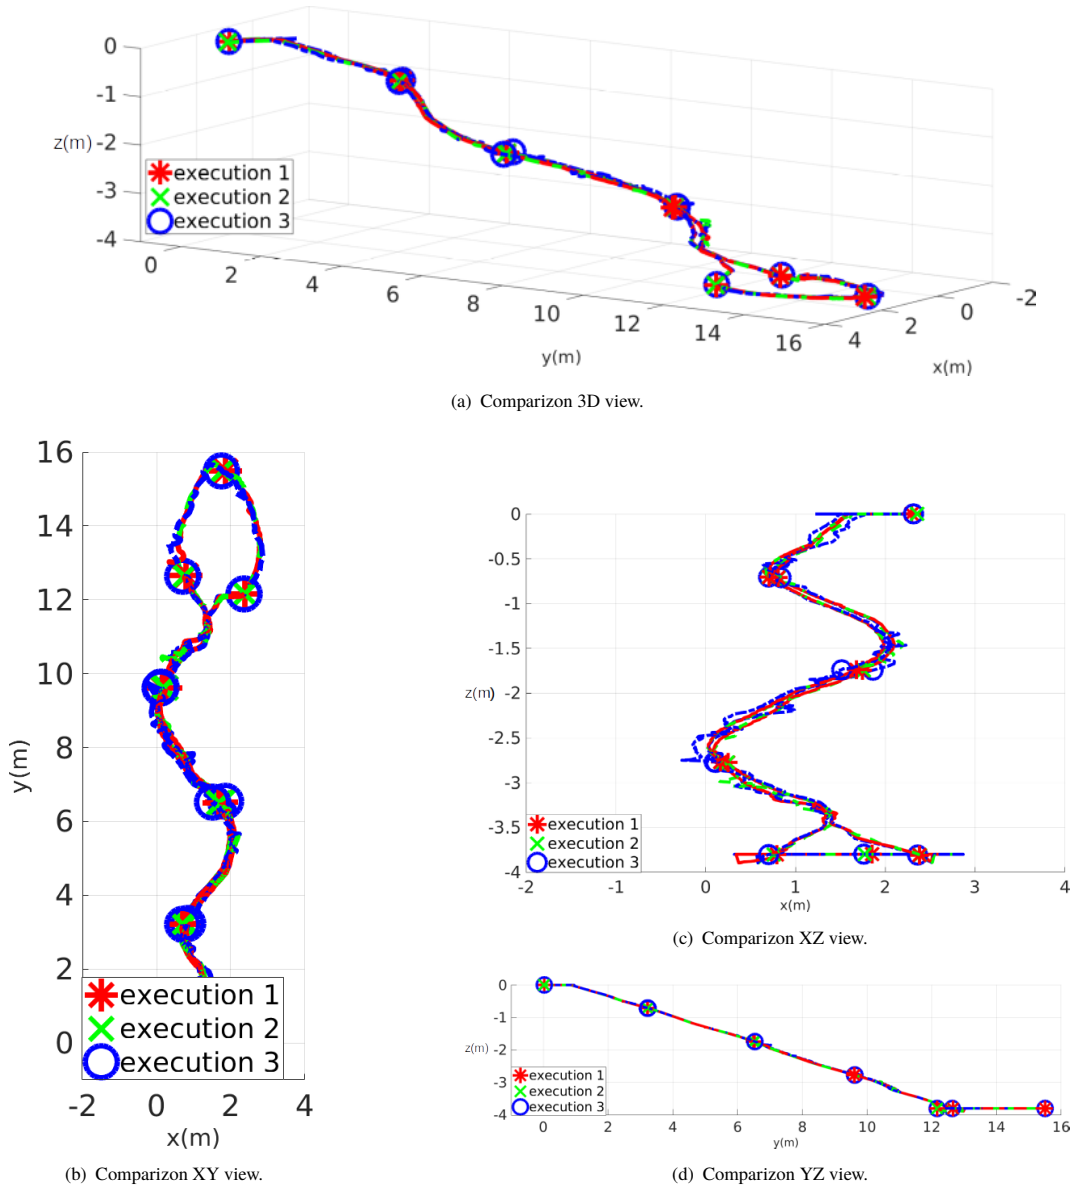 0
-1
z(m) -2
-3
-4
execution 1
execution 2
execution 3
0
2
4
6
8
10
12
14
16
4
2
0
-2
y(m)
x(m)
(a) Comparizon 3D view.
16
14
12
10
8
6
4
2
0
y(m)
execution 1
execution 2
execution 3
-2 0 2 4
x(m)
(b) Comparizon XY view.
0
-0.5
-1
-1.5
z(m) -2
-2.5
-3
-3.5
-4
execution 1
execution 2
execution 3
-2 -1 0 1 2 3 4
x(m)
(c) Comparizon XZ view.
0
-1
z(m) -2
-3
-4
execution 1
execution 2
execution 3
0 2 4 6 8 10 12 14 16
y(m)
(d) Comparizon YZ view.